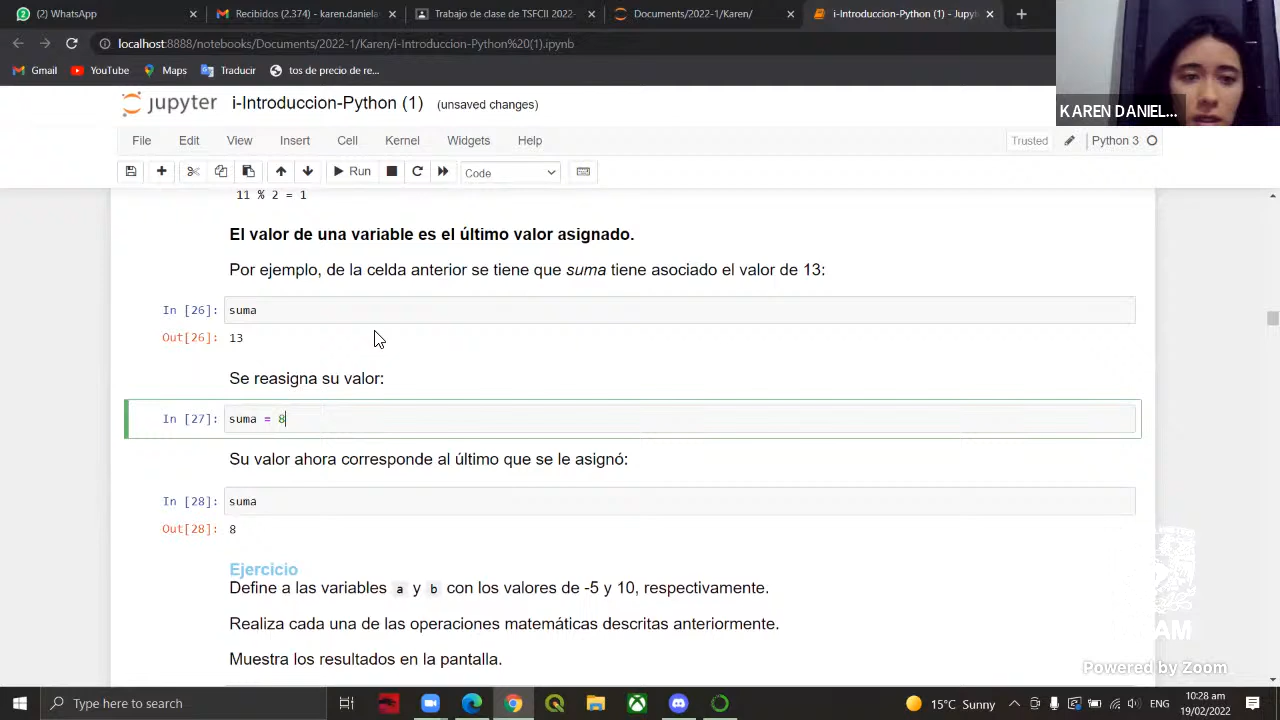 (2) WhatsApp
Recibidos (2.374) - karen.daniela
Trabajo de clase de TSFCII 2022-
Documents/2022-1/Karen/
i-Introduccion-Python (1) - Jupyt
localhost:8888/notebooks/Documents/2022-1/Karen/i-Introduccion-Python%20(1).ipynb
Gmail
YouTube
Maps
Traducir
tos de precio de re...
KAREN DANIEL...
jupyter i-Introduccion-Python (1) (unsaved changes)
File Edit View Insert Cell Kernel Widgets Help
Trusted Python 3
Run Code
11 % 2 = 1
El valor de una variable es el último valor asignado.
Por ejemplo, de la celda anterior se tiene que suma tiene asociado el valor de 13:
In [26]: suma
Out[26]: 13
Se reasigna su valor:
In [27]: suma = 8
Su valor ahora corresponde al último que se le asignó:
In [28]: suma
Out[28]: 8
Ejercicio
Define a las variables a y b con los valores de -5 y 10, respectivamente.
Realiza cada una de las operaciones matemáticas descritas anteriormente.
Muestra los resultados en la pantalla.
Powered by Zoom
Type here to search
15°C Sunny
10:28 am
19/02/2022